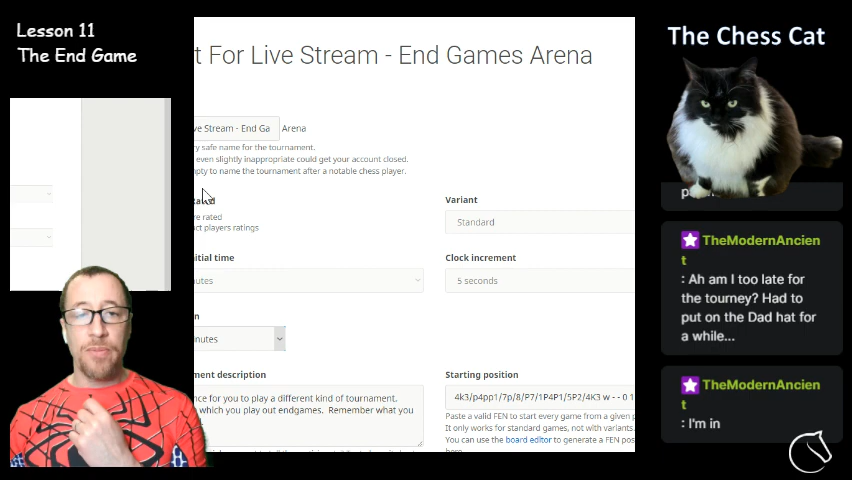 Lesson 11
The End Game
t For Live Stream - End Games Arena
ve Stream - End Ga
Arena
ry safe name for the tournament.
even slightly inappropriate could get your account closed.
mpty to name the tournament after a notable chess player.
Variant
re rated
ct players ratings
Standard
nitial time
Clock increment
nutes
5 seconds
n
nutes
ment description
Starting position
nce for you to play a different kind of tournament.
which you play out endgames. Remember what you
4k3/p4pp1/7p/8/P7/1P4P1/5P2/4K3 w - - 0 1
Paste a valid FEN to start every game from a given p
It only works for standard games, not with variants.
You can use the board editor to generate a FEN pos
here.
The Chess Cat
TheModernAncien
t
: Ah am I too late for
the tourney? Had to
put on the Dad hat for
a while...
TheModernAncien
t
: I'm in